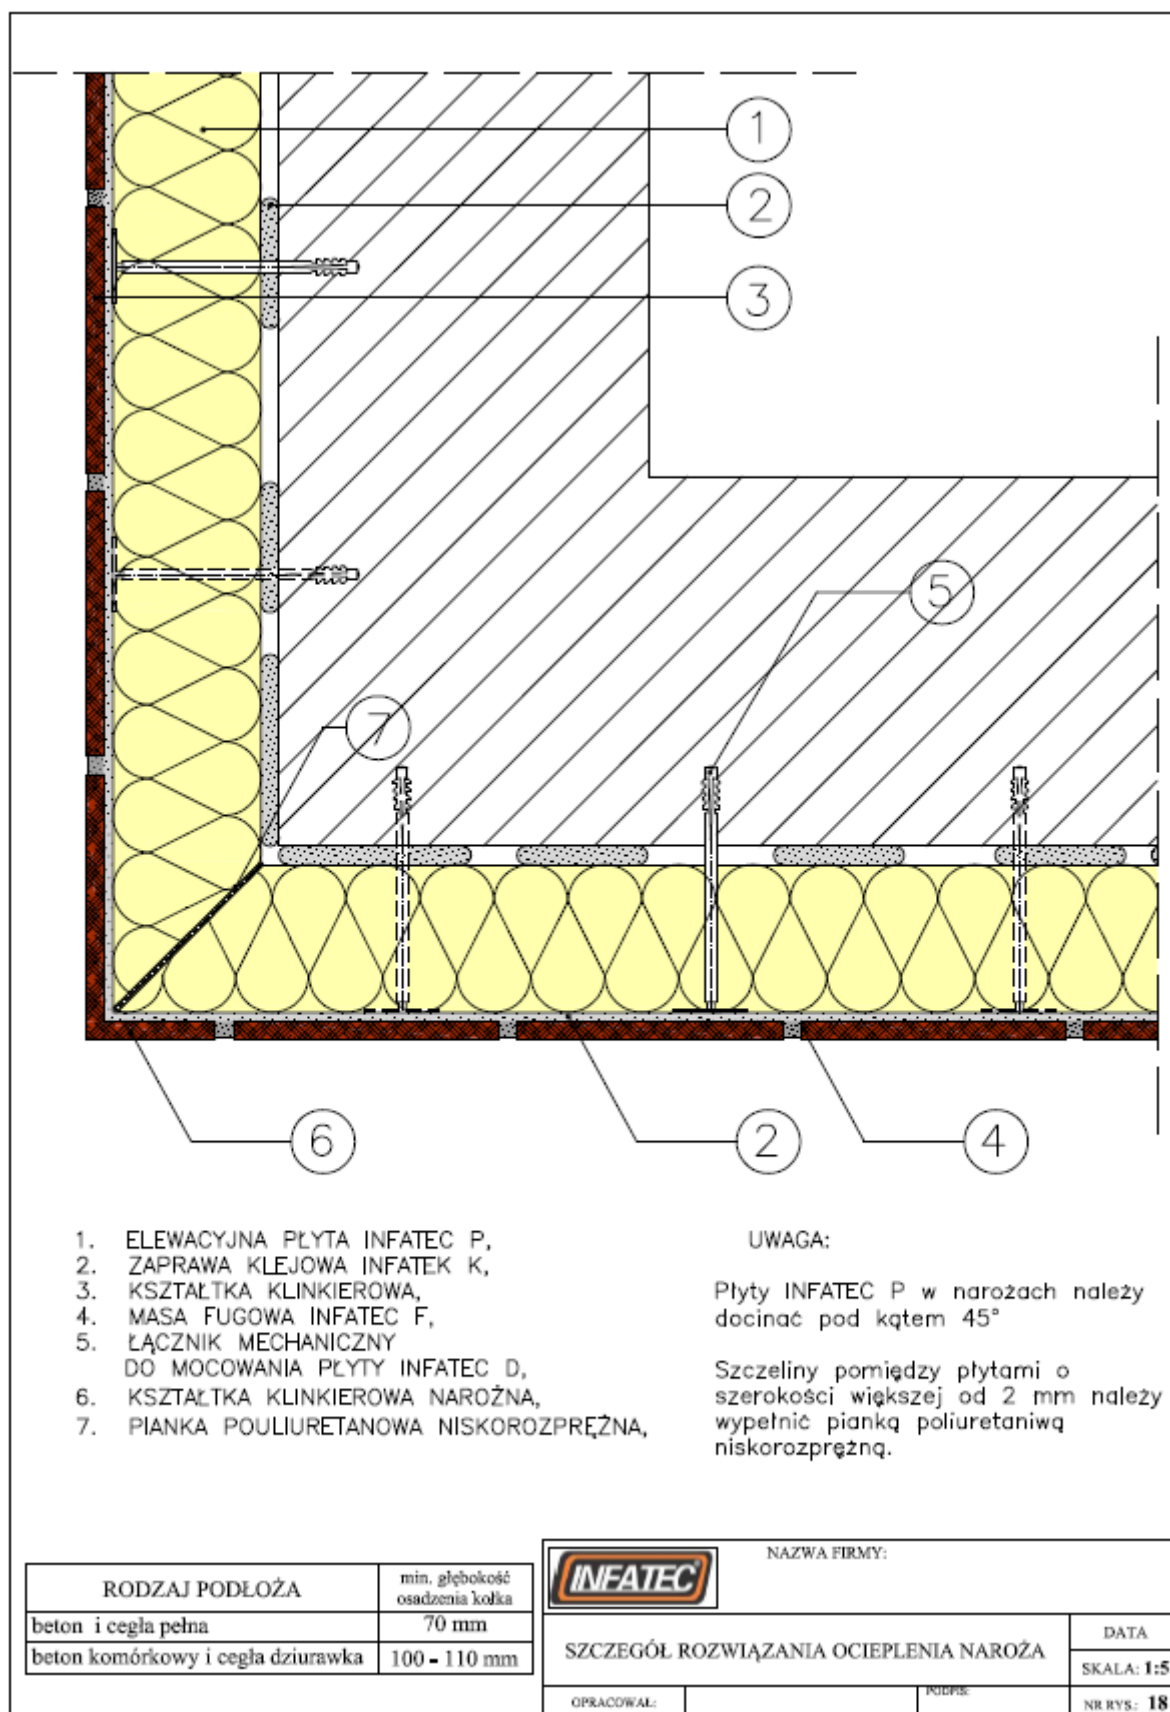 1
2
3
5
7
6
2
4
1. ELEWACYJNA PŁYTA INFATEC P,
2. ZAPRAWA KLEJOWA INFATEK K,
3. KSZTAŁTKA KLINKIEROWA,
4. MASA FUGOWA INFATEC F,
5. ŁĄCZNIK MECHANICZNY
DO MOCOWANIA PŁYTY INFATEC D,
6. KSZTAŁTKA KLINKIEROWA NAROŻNA,
7. PIANKA POULIURETANOWA NISKOROZPRĘŻNA,
UWAGA:
Płyty INFATEC P w narożach należy
docinać pod kątem 45°
Szczeliny pomiędzy płytami o
szerokości większej od 2 mm należy
wypełnić pianką poliuretaniwą
niskorozprężną.
RODZAJ PODŁOŻA
min. głębokość
osadzenia kołka
beton i cegła pełna
70 mm
beton komórkowy i cegła dziurawka
100 - 110 mm
INFATEC®
NAZWA FIRMY:
SZCZEGÓŁ ROZWIĄZANIA OCIEPLENIA NAROŻA
DATA
SKALA: 1:5
OPRACOWAŁ:
PODPIS:
NR RYS.: 18